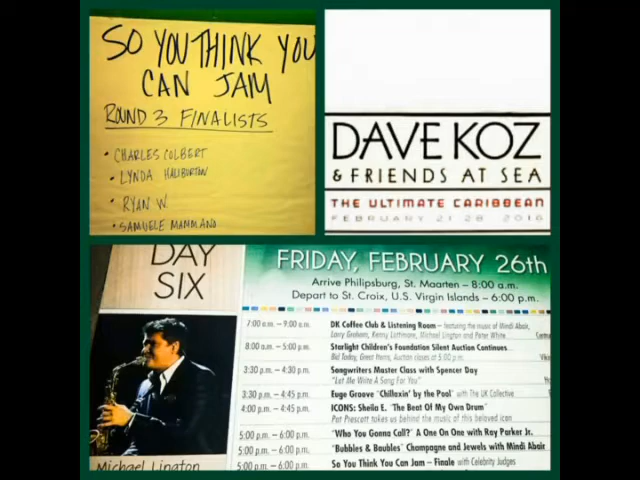 SO YOU THINK YOU
CAN JAM
ROUND 3 FINALISTS
• CHARLES COLBERT
• LYNDA HALIBURTON
• RYAN W.
• SAMUELE MAMMANO
DAVE KOZ
& FRIENDS AT SEA
THE ULTIMATE CARIBBEAN
FEBRUARY 21-28 2016
DAY
SIX
Michael Lington
FRIDAY, FEBRUARY 26th
Arrive Philipsburg, St. Maarten – 8:00 a.m.
Depart to St. Croix, U.S. Virgin Islands – 6:00 p.m.
7:00 a.m. – 9:00 a.m. DK Coffee Club & Listening Room – featuring the music of Mindi Abair,
Larry Graham, Kenny Lattimore, Michael Lington and Peter White
8:00 a.m. – 5:00 p.m. Starlight Children's Foundation Silent Auction Continues...
Bid Today, Great Items, Auction closes at 5:00 p.m.
3:30 p.m. – 4:30 p.m. Songwriters Master Class with Spencer Day
"Let Me Write A Song For You"
3:30 p.m. – 4:45 p.m. Euge Groove "Chillaxin' by the Pool" with The UK Collective
4:00 p.m. – 4:45 p.m. ICONS: Sheila E. "The Beat Of My Own Drum"
Pat Prescott takes us behind the music of this beloved icon
5:00 p.m. – 6:00 p.m. "Who You Gonna Call?" A One On One with Ray Parker Jr.
5:00 p.m. – 6:00 p.m. "Bubbles & Baubles" Champagne and Jewels with Mindi Abair
5:00 p.m. – 6:00 p.m. So You Think You Can Jam – Finale with Celebrity Judges